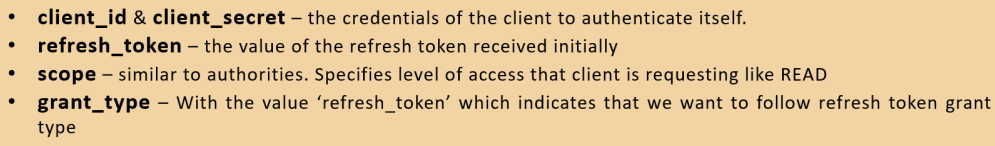 • client_id & client_secret – the credentials of the client to authenticate itself.
• refresh_token – the value of the refresh token received initially
• scope – similar to authorities. Specifies level of access that client is requesting like READ
• grant_type – With the value ‘refresh_token’ which indicates that we want to follow refresh token grant
type